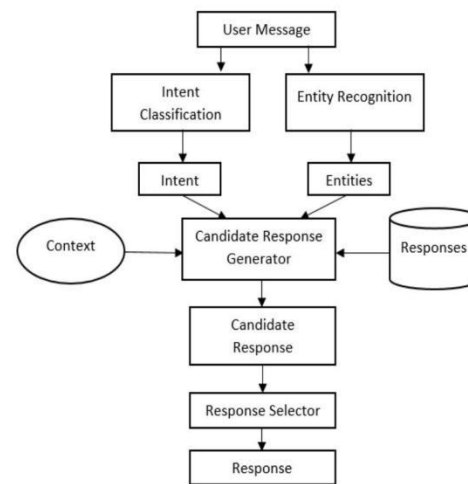 User Message
Intent
Classification
Entity Recognition
Intent
Entities
Context
Candidate Response
Generator
Responses
Candidate
Response
Response Selector
Response